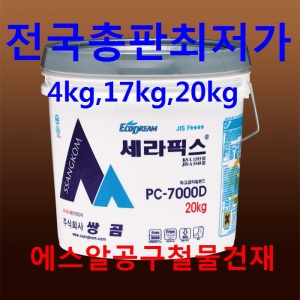 전국총판최저가
4kg,17kg,20kg
ECODREAM
JIS F☆☆☆☆
세라픽스
SSANGKOM
PC-7000D
20kg
주식회사 쌍 곰
에스알공구철물건재